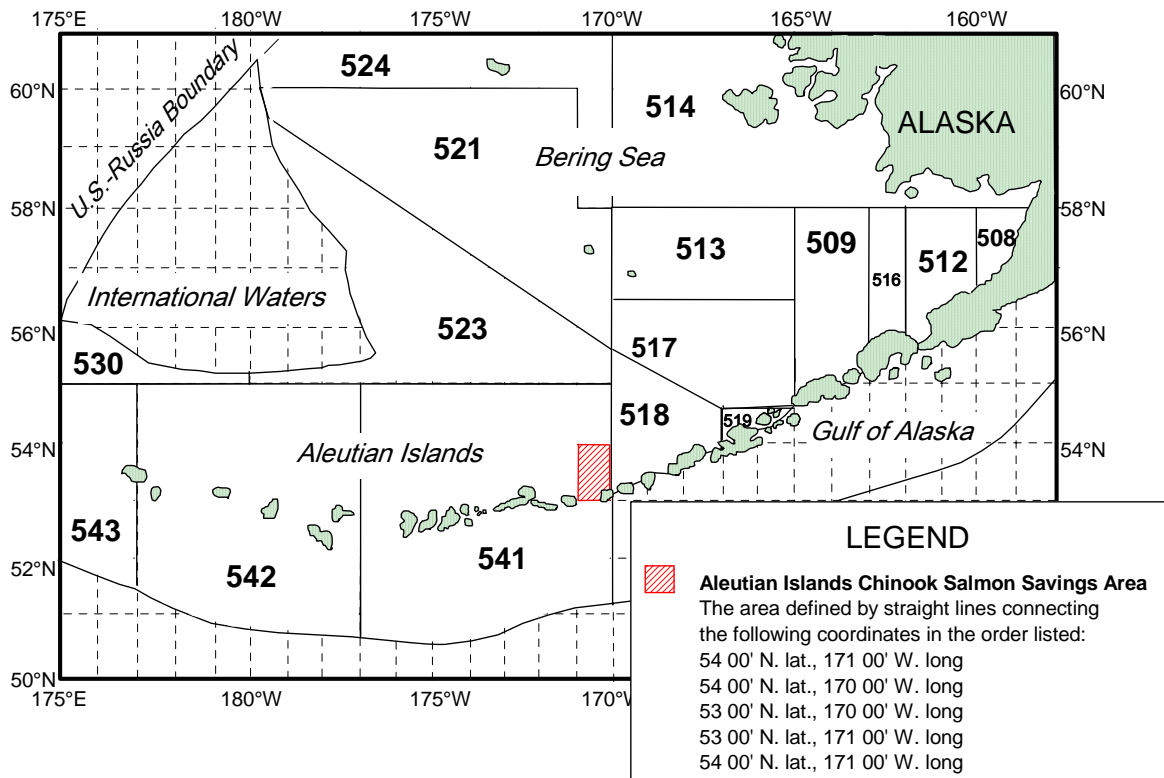 175°E 180°W 175°W 170°W 165°W 160°W
524
60°N 60°N
514
ALASKA
U.S.-Russia Boundary
521
Bering Sea
58°N 58°N
513 509 516 512 508
International Waters
523
517
56°N 56°N
530
518
519
Gulf of Alaska
54°N 54°N
Aleutian Islands
543
542
541
52°N
50°N
175°E 180°W 175°W 170°W
LEGEND
Aleutian Islands Chinook Salmon Savings Area
The area defined by straight lines connecting
the following coordinates in the order listed:
54 00' N. lat., 171 00' W. long
54 00' N. lat., 170 00' W. long
53 00' N. lat., 170 00' W. long
53 00' N. lat., 171 00' W. long
54 00' N. lat., 171 00' W. long